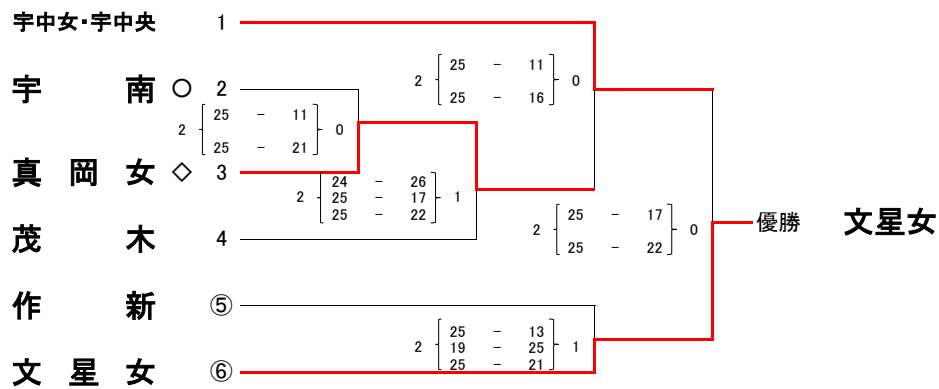 宇中女・宇中央 1
宇南 ○ 2
真岡女 ◇ 3
茂木 4
作新 ⑤
文星女 ⑥
2 25 － 11 0
25 － 16
2 25 － 11 0
25 － 21
2 24 － 26 1
25 － 17
25 － 22
2 25 － 17 0
25 － 22
2 25 － 13 1
19 － 25
25 － 21
優勝 文星女